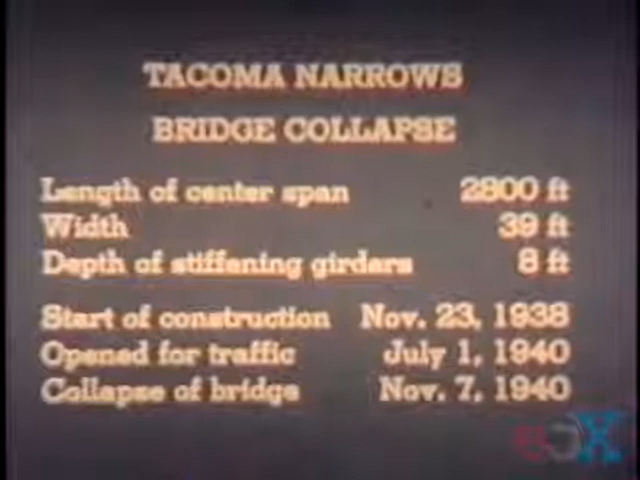 TACOMA NARROWS
BRIDGE COLLAPSE
Length of center span 2800 ft
Width 39 ft
Depth of stiffening girders 8 ft
Start of construction Nov. 23, 1938
Opened for traffic July 1, 1940
Collapse of bridge Nov. 7, 1940
edX